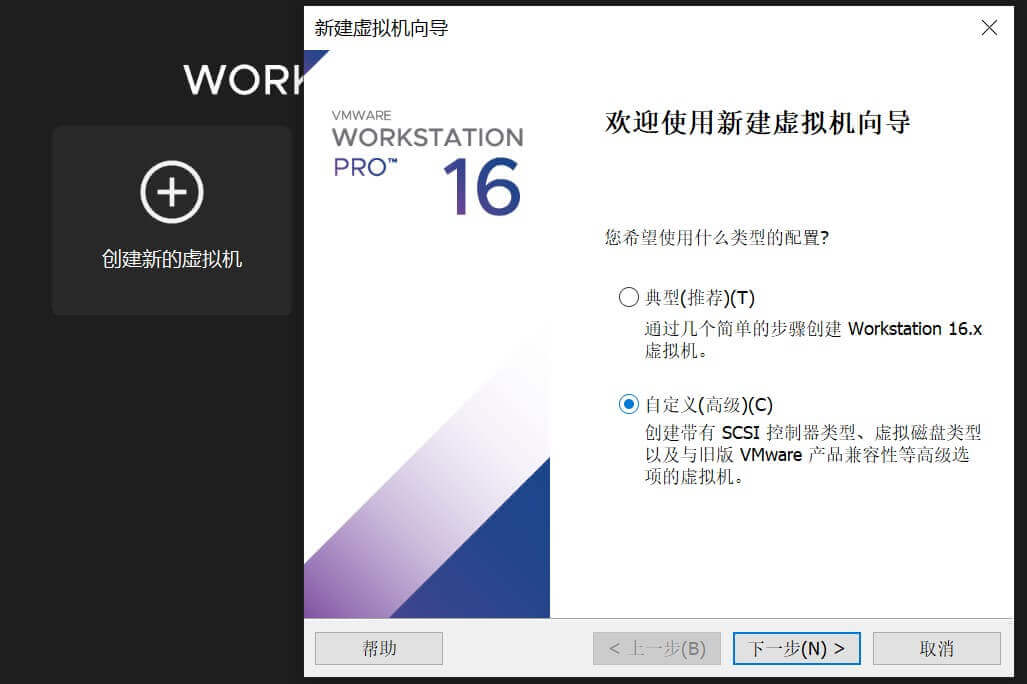 新建虚拟机向导
WORK
创建新的虚拟机
VMWARE
WORKSTATION
PRO™
16
欢迎使用新建虚拟机向导
您希望使用什么类型的配置?
典型(推荐)(T)
通过几个简单的步骤创建 Workstation 16.x
虚拟机。
自定义(高级)(C)
创建带有 SCSI 控制器类型、虚拟磁盘类型
以及与旧版 VMware 产品兼容性等高级选
项的虚拟机。
帮助
< 上一步(B)
下一步(N) >
取消